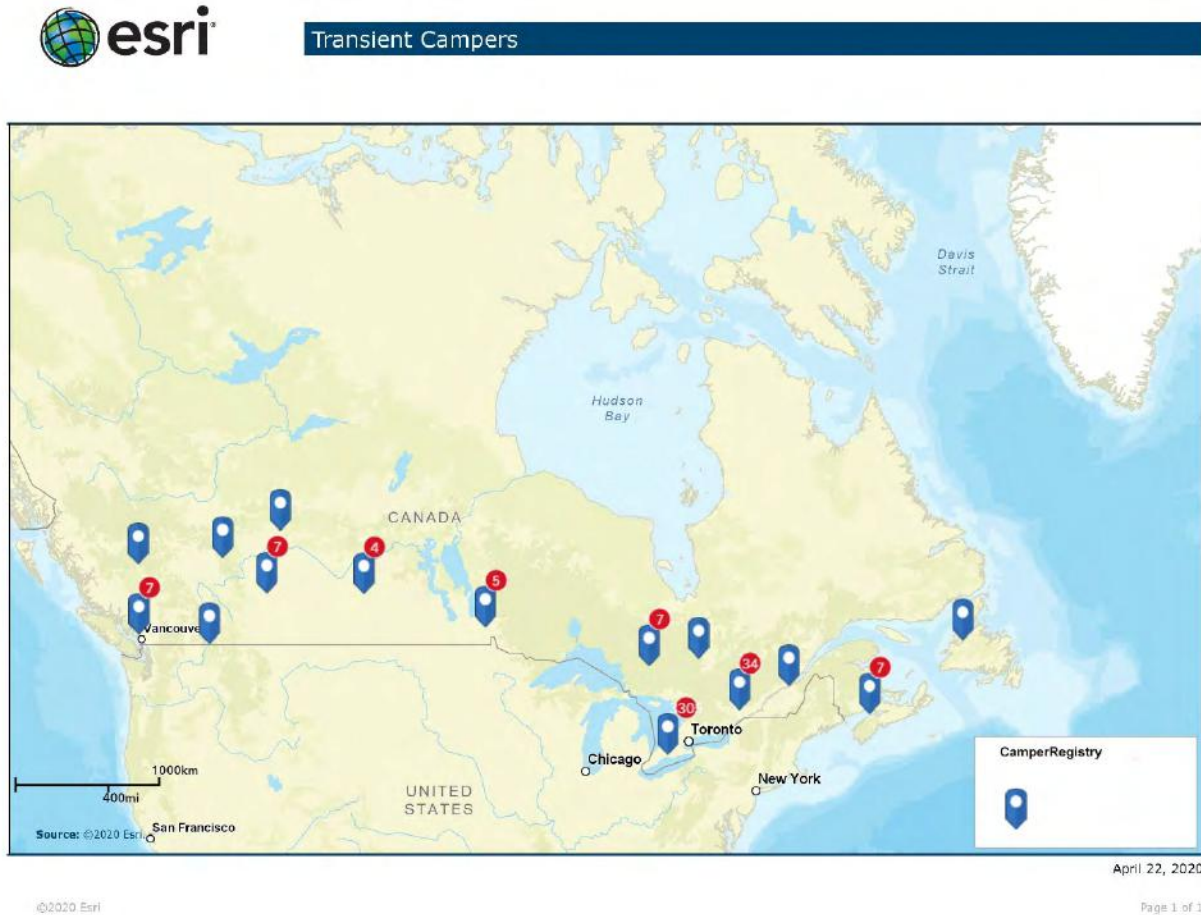 esri
Transient Campers
Davis
Strait
Hudson
Bay
CANADA
7
4
5
7
Vancouve
7
34
7
30
Toronto
Chicago
New York
1000km
400mi
UNITED
STATES
San Francisco
Source: ©2020 Esri.
CamperRegistry
April 22, 2020
©2020 Esri
Page 1 of 1